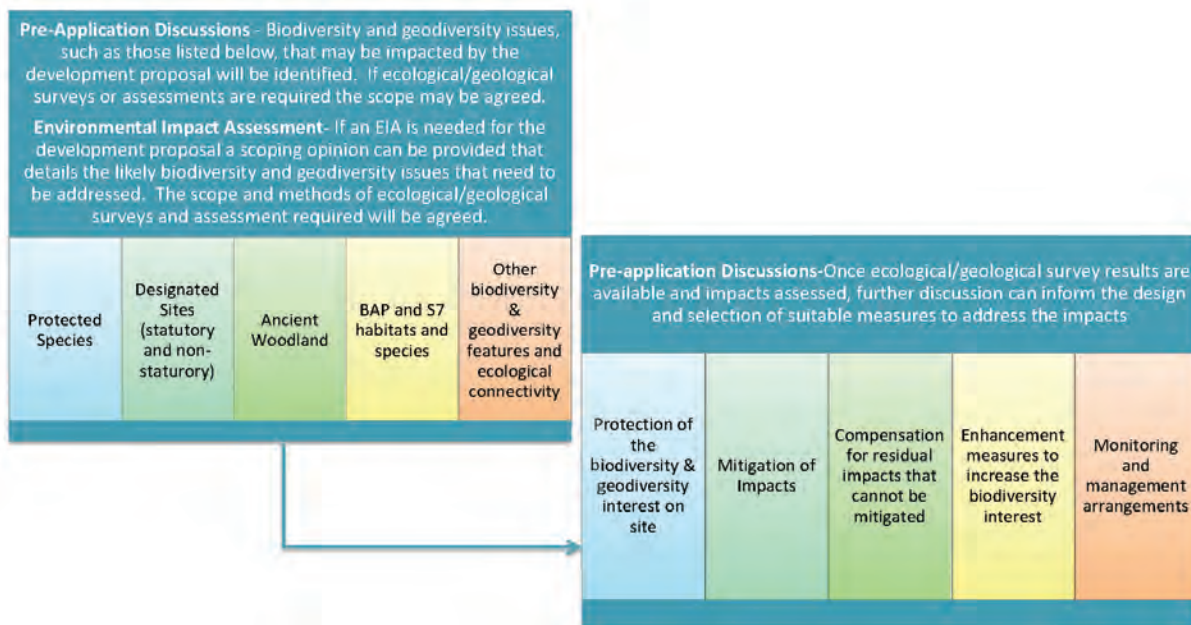 Pre-Application Discussions - Biodiversity and geodiversity issues,
such as those listed below, that may be impacted by the
development proposal will be identified. If ecological/geological
surveys or assessments are required the scope may be agreed.
Environmental Impact Assessment- If an EIA is needed for the
development proposal a scoping opinion can be provided that
details the likely biodiversity and geodiversity issues that need to
be addressed. The scope and methods of ecological/geological
surveys and assessment required will be agreed.
Protected
Species
Designated
Sites
(statutory
and non-
staturory)
Ancient
Woodland
BAP and S7
habitats and
species
Other
biodiversity
&
geodiversity
features and
ecological
connectivity
Pre-application Discussions-Once ecological/geological survey results are
available and impacts assessed, further discussion can inform the design
and selection of suitable measures to address the impacts
Protection of
the
biodiversity &
geodiversity
interest on
site
Mitigation of
Impacts
Compensation
for residual
impacts that
cannot be
mitigated
Enhancement
measures to
increase the
biodiversity
interest
Monitoring
and
management
arrangements